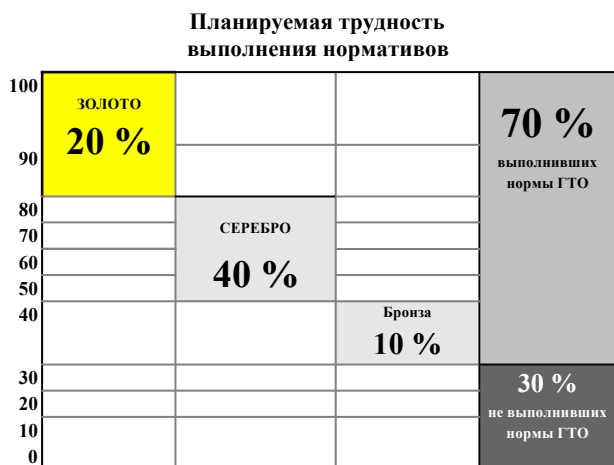 Планируемая трудность
выполнения нормативов
100
90
80
70
60
50
40
30
20
10
0
ЗОЛОТО
20 %
СЕРЕБРО
40 %
Бронза
10 %
70 %
выполнивших
нормы ГТО
30 %
не выполнивших
нормы ГТО